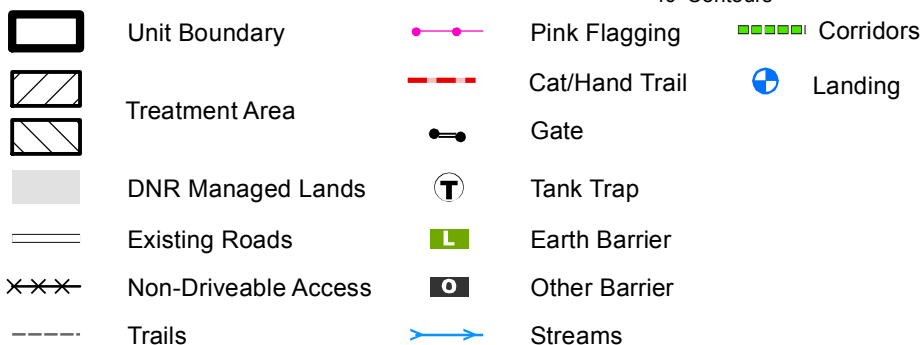 Unit Boundary
Treatment Area
DNR Managed Lands
Existing Roads
Non-Driveable Access
Trails
Pink Flagging
Cat/Hand Trail
Gate
T Tank Trap
L Earth Barrier
O Other Barrier
Streams
Contours
Corridors
Landing